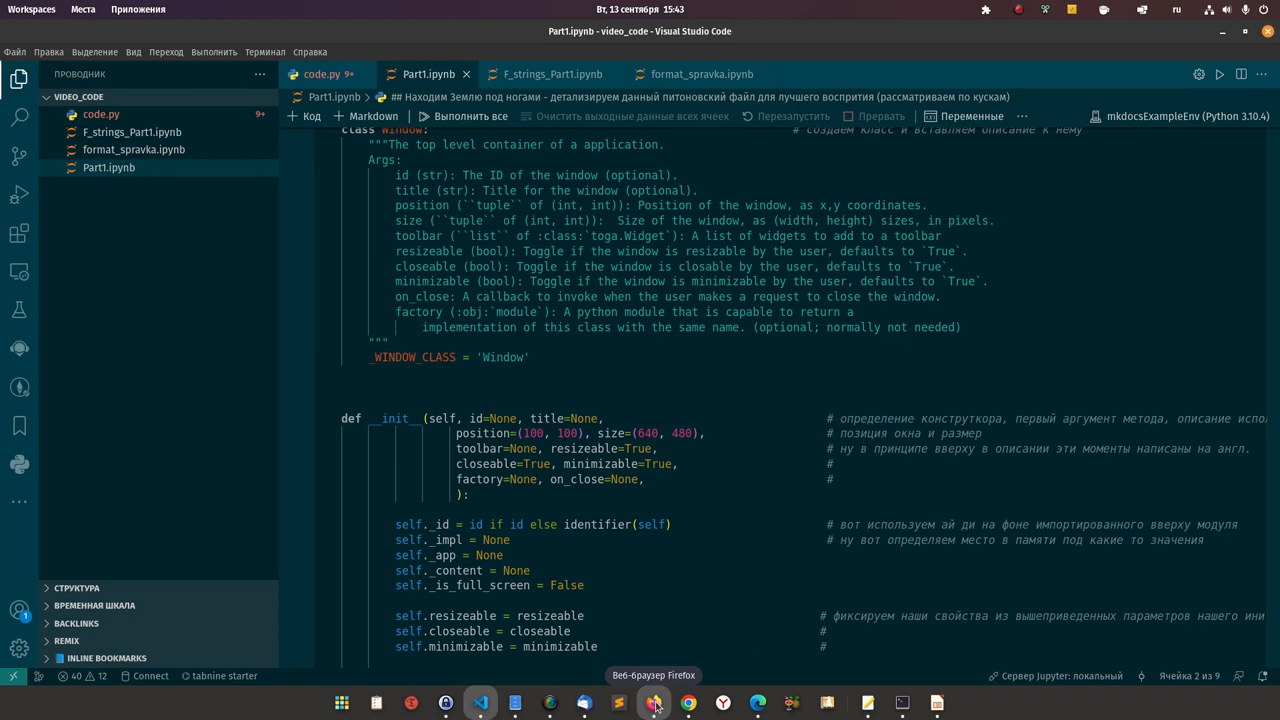 Workspaces Места Приложения Вт, 13 сентября 15:43 ru
Part1.ipynb - video_code - Visual Studio Code
Файл Правка Выделение Вид Переход Выполнить Терминал Справка
ПРОВОДНИК ... code.py 9+ Part1.ipynb F_strings_Part1.ipynb format_spravka.ipynb
VIDEO_CODE Part1.ipynb > ## Находим Землю под ногами - детализируем данный питоновский файл для лучшего восприятия (рассматриваем по кускам)
code.py 9+ + Код + Markdown Выполнить все Очистить выходные данные всех ячеек Перезапустить Прервать Переменные ... mkdocsExampleEnv (Python 3.10.4)
F_strings_Part1.ipynb
format_spravka.ipynb
Part1.ipynb
class Window: # создаем класс и вставляем описание к нему
"""The top level container of a application.
Args:
id (str): The ID of the window (optional).
title (str): Title for the window (optional).
position (``tuple`` of (int, int)): Position of the window, as x,y coordinates.
size (``tuple`` of (int, int)): Size of the window, as (width, height) sizes, in pixels.
toolbar (``list`` of :class:`toga.Widget`): A list of widgets to add to a toolbar
resizeable (bool): Toggle if the window is resizable by the user, defaults to `True`.
closeable (bool): Toggle if the window is closable by the user, defaults to `True`.
minimizable (bool): Toggle if the window is minimizable by the user, defaults to `True`.
on_close: A callback to invoke when the user makes a request to close the window.
factory (:obj:`module`): A python module that is capable to return a
implementation of this class with the same name. (optional; normally not needed)
"""
_WINDOW_CLASS = 'Window'
def __init__(self, id=None, title=None, # определение конструткора, первый аргумент метода, описание испол
position=(100, 100), size=(640, 480), # позиция окна и размер
toolbar=None, resizeable=True, # ну в принципе вверху в описании эти моменты написаны на англ.
closeable=True, minimizable=True, #
factory=None, on_close=None, #
):
self._id = id if id else identifier(self) # вот используем ай ди на фоне импортированного вверху модуля
self._impl = None # ну вот определяем место в памяти под какие то значения
self._app = None
self._content = None
self._is_full_screen = False
self.resizeable = resizeable # фиксируем наши свойства из вышеприведенных параметров нашего ини
self.closeable = closeable #
self.minimizable = minimizable #
СТРУКТУРА
ВРЕМЕННАЯ ШКАЛА
BACKLINKS
REMIX
INLINE BOOKMARKS
1
40 12 Connect tabnine starter Веб-браузер Firefox Сервер Jupyter: локальный Ячейка 2 из 9